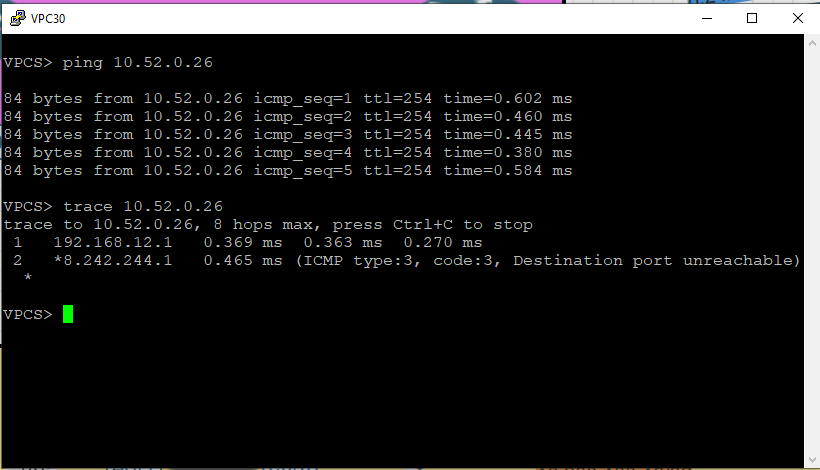 VPC30
VPCS> ping 10.52.0.26
84 bytes from 10.52.0.26 icmp_seq=1 ttl=254 time=0.602 ms
84 bytes from 10.52.0.26 icmp_seq=2 ttl=254 time=0.460 ms
84 bytes from 10.52.0.26 icmp_seq=3 ttl=254 time=0.445 ms
84 bytes from 10.52.0.26 icmp_seq=4 ttl=254 time=0.380 ms
84 bytes from 10.52.0.26 icmp_seq=5 ttl=254 time=0.584 ms
VPCS> trace 10.52.0.26
trace to 10.52.0.26, 8 hops max, press Ctrl+C to stop
1   192.168.12.1   0.369 ms  0.363 ms  0.270 ms
2   *8.242.244.1   0.465 ms (ICMP type:3, code:3, Destination port unreachable)
*
VPCS>